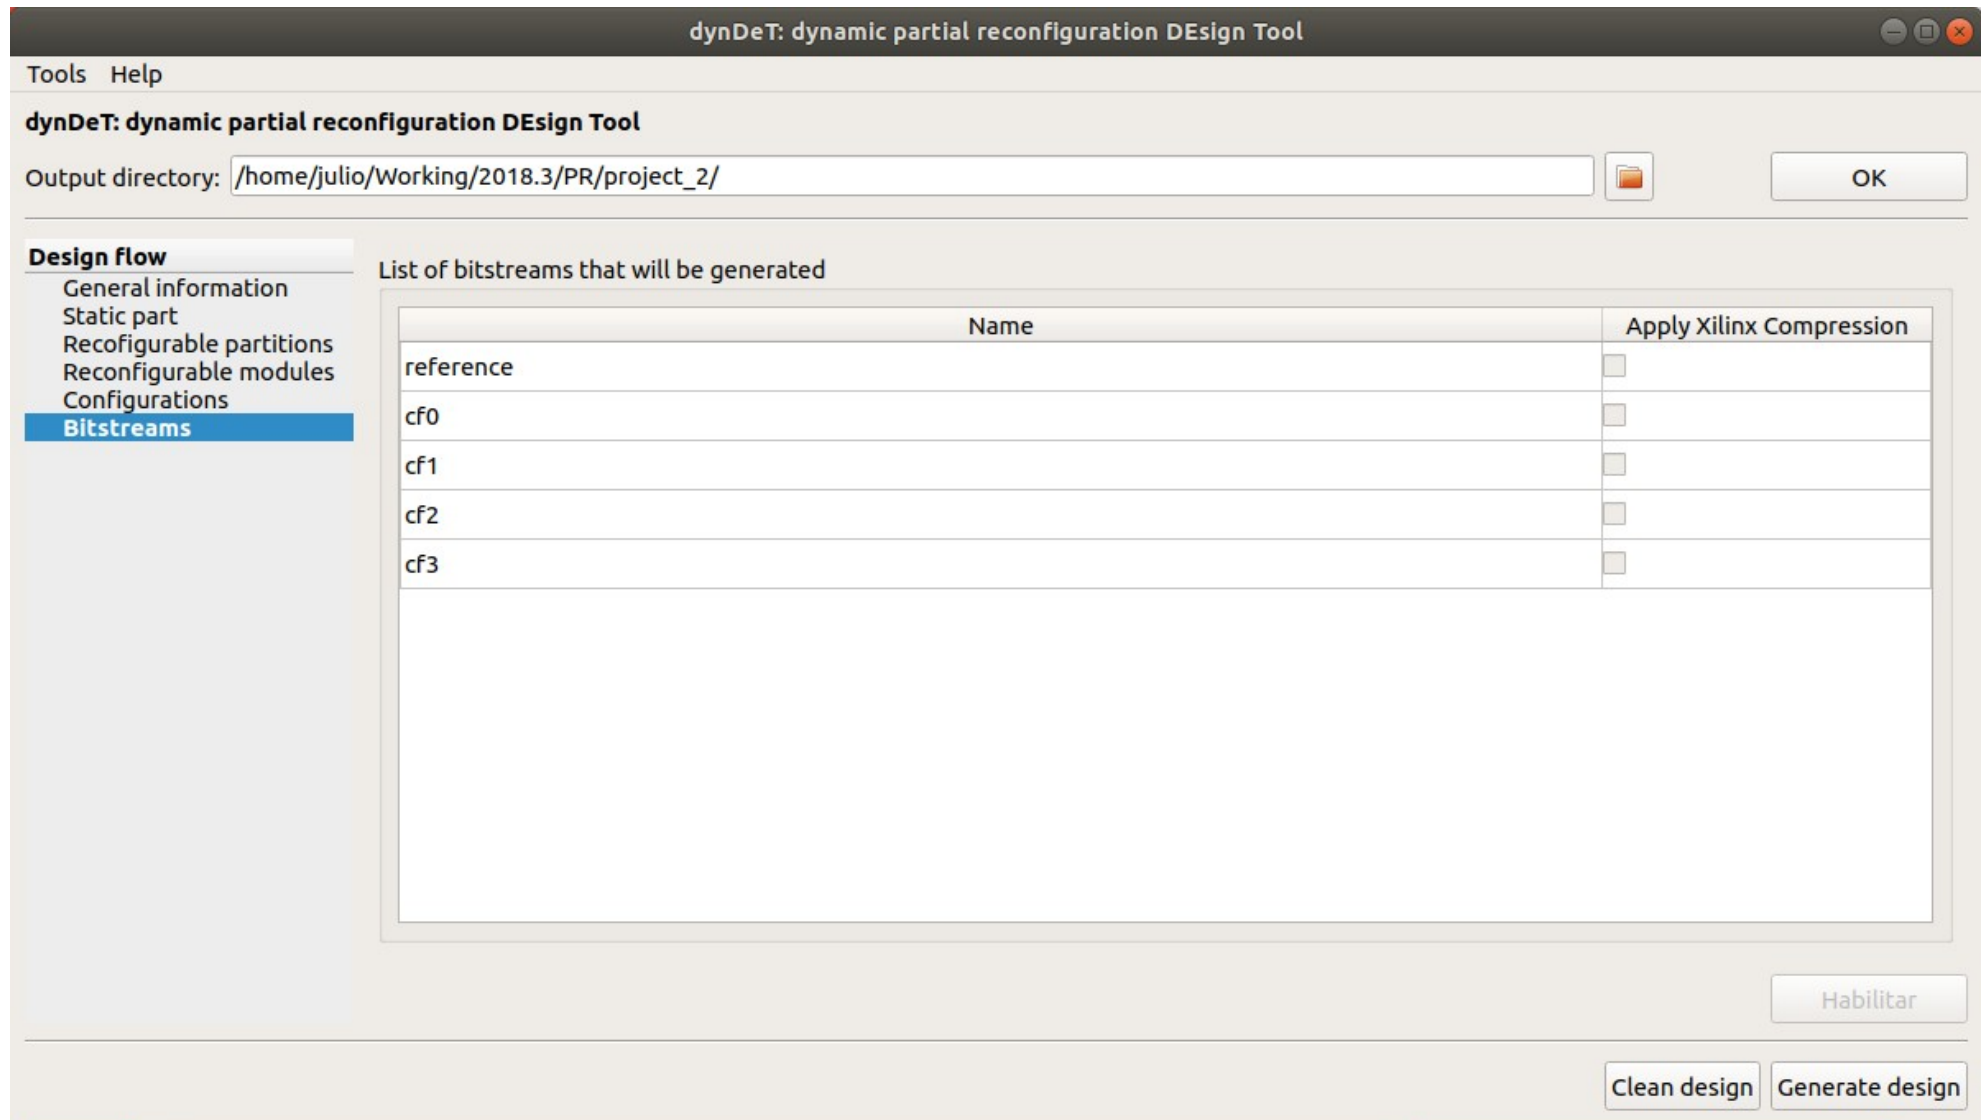 dynDeT: dynamic partial reconfiguration DEsign Tool
Tools Help
dynDeT: dynamic partial reconfiguration DEsign Tool
Output directory: /home/julio/Working/2018.3/PR/project_2/ OK
Design flow
General information
Static part
Recofigurable partitions
Reconfigurable modules
Configurations
Bitstreams
List of bitstreams that will be generated
Name Apply Xilinx Compression
reference
cf0
cf1
cf2
cf3
Habilitar
Clean design Generate design